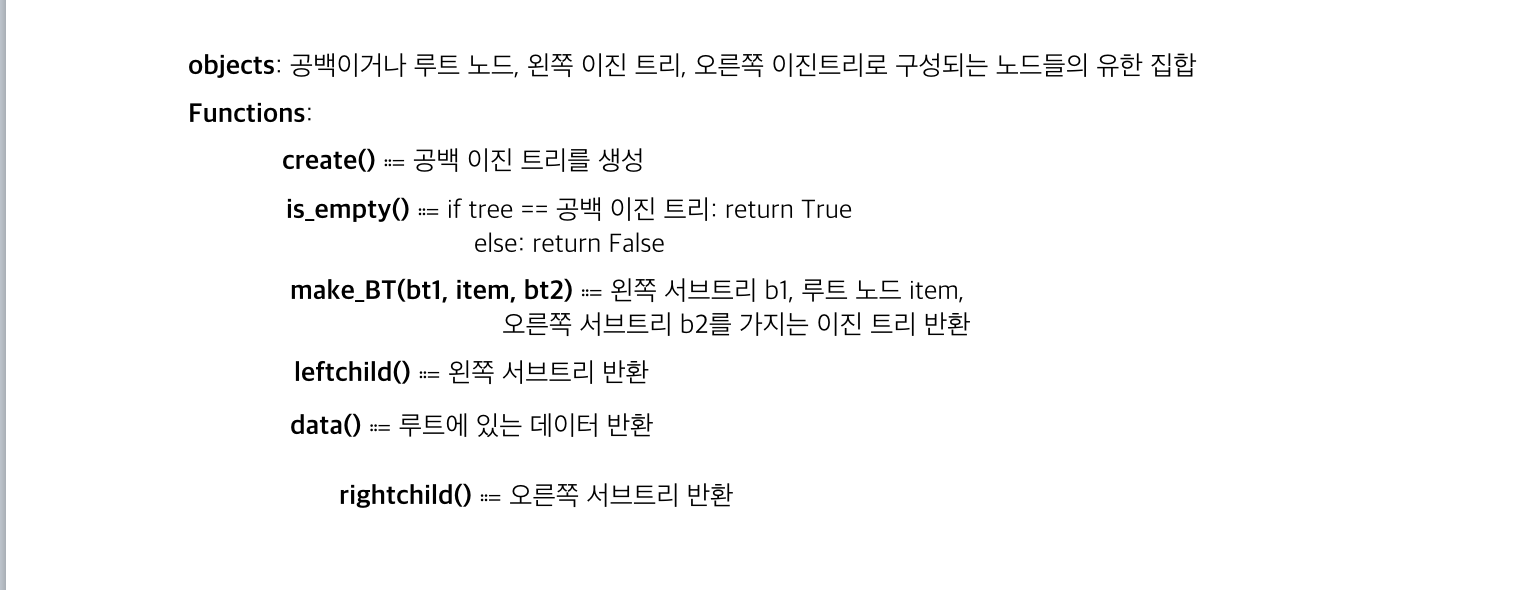 objects: 공백이거나 루트 노드, 왼쪽 이진 트리, 오른쪽 이진트리로 구성되는 노드들의 유한 집합
Functions:
create() ::= 공백 이진 트리를 생성
is_empty() ::= if tree == 공백 이진 트리: return True
else: return False
make_BT(bt1, item, bt2) ::= 왼쪽 서브트리 b1, 루트 노드 item,
오른쪽 서브트리 b2를 가지는 이진 트리 반환
leftchild() ::= 왼쪽 서브트리 반환
data() ::= 루트에 있는 데이터 반환
rightchild() ::= 오른쪽 서브트리 반환